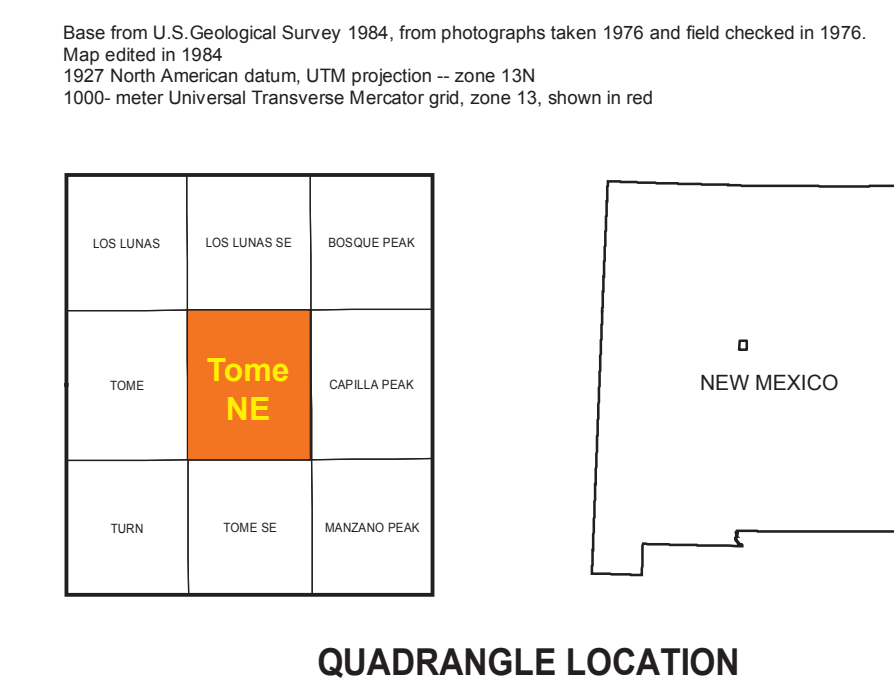 Base from U.S.Geological Survey 1984, from photographs taken 1976 and field checked in 1976.
Map edited in 1984
1927 North American datum, UTM projection -- zone 13N
1000- meter Universal Transverse Mercator grid, zone 13, shown in red
LOS LUNAS
LOS LUNAS SE
BOSQUE PEAK
TOME
Tome
NE
CAPILLA PEAK
TURN
TOME SE
MANZANO PEAK
NEW MEXICO
QUADRANGLE LOCATION